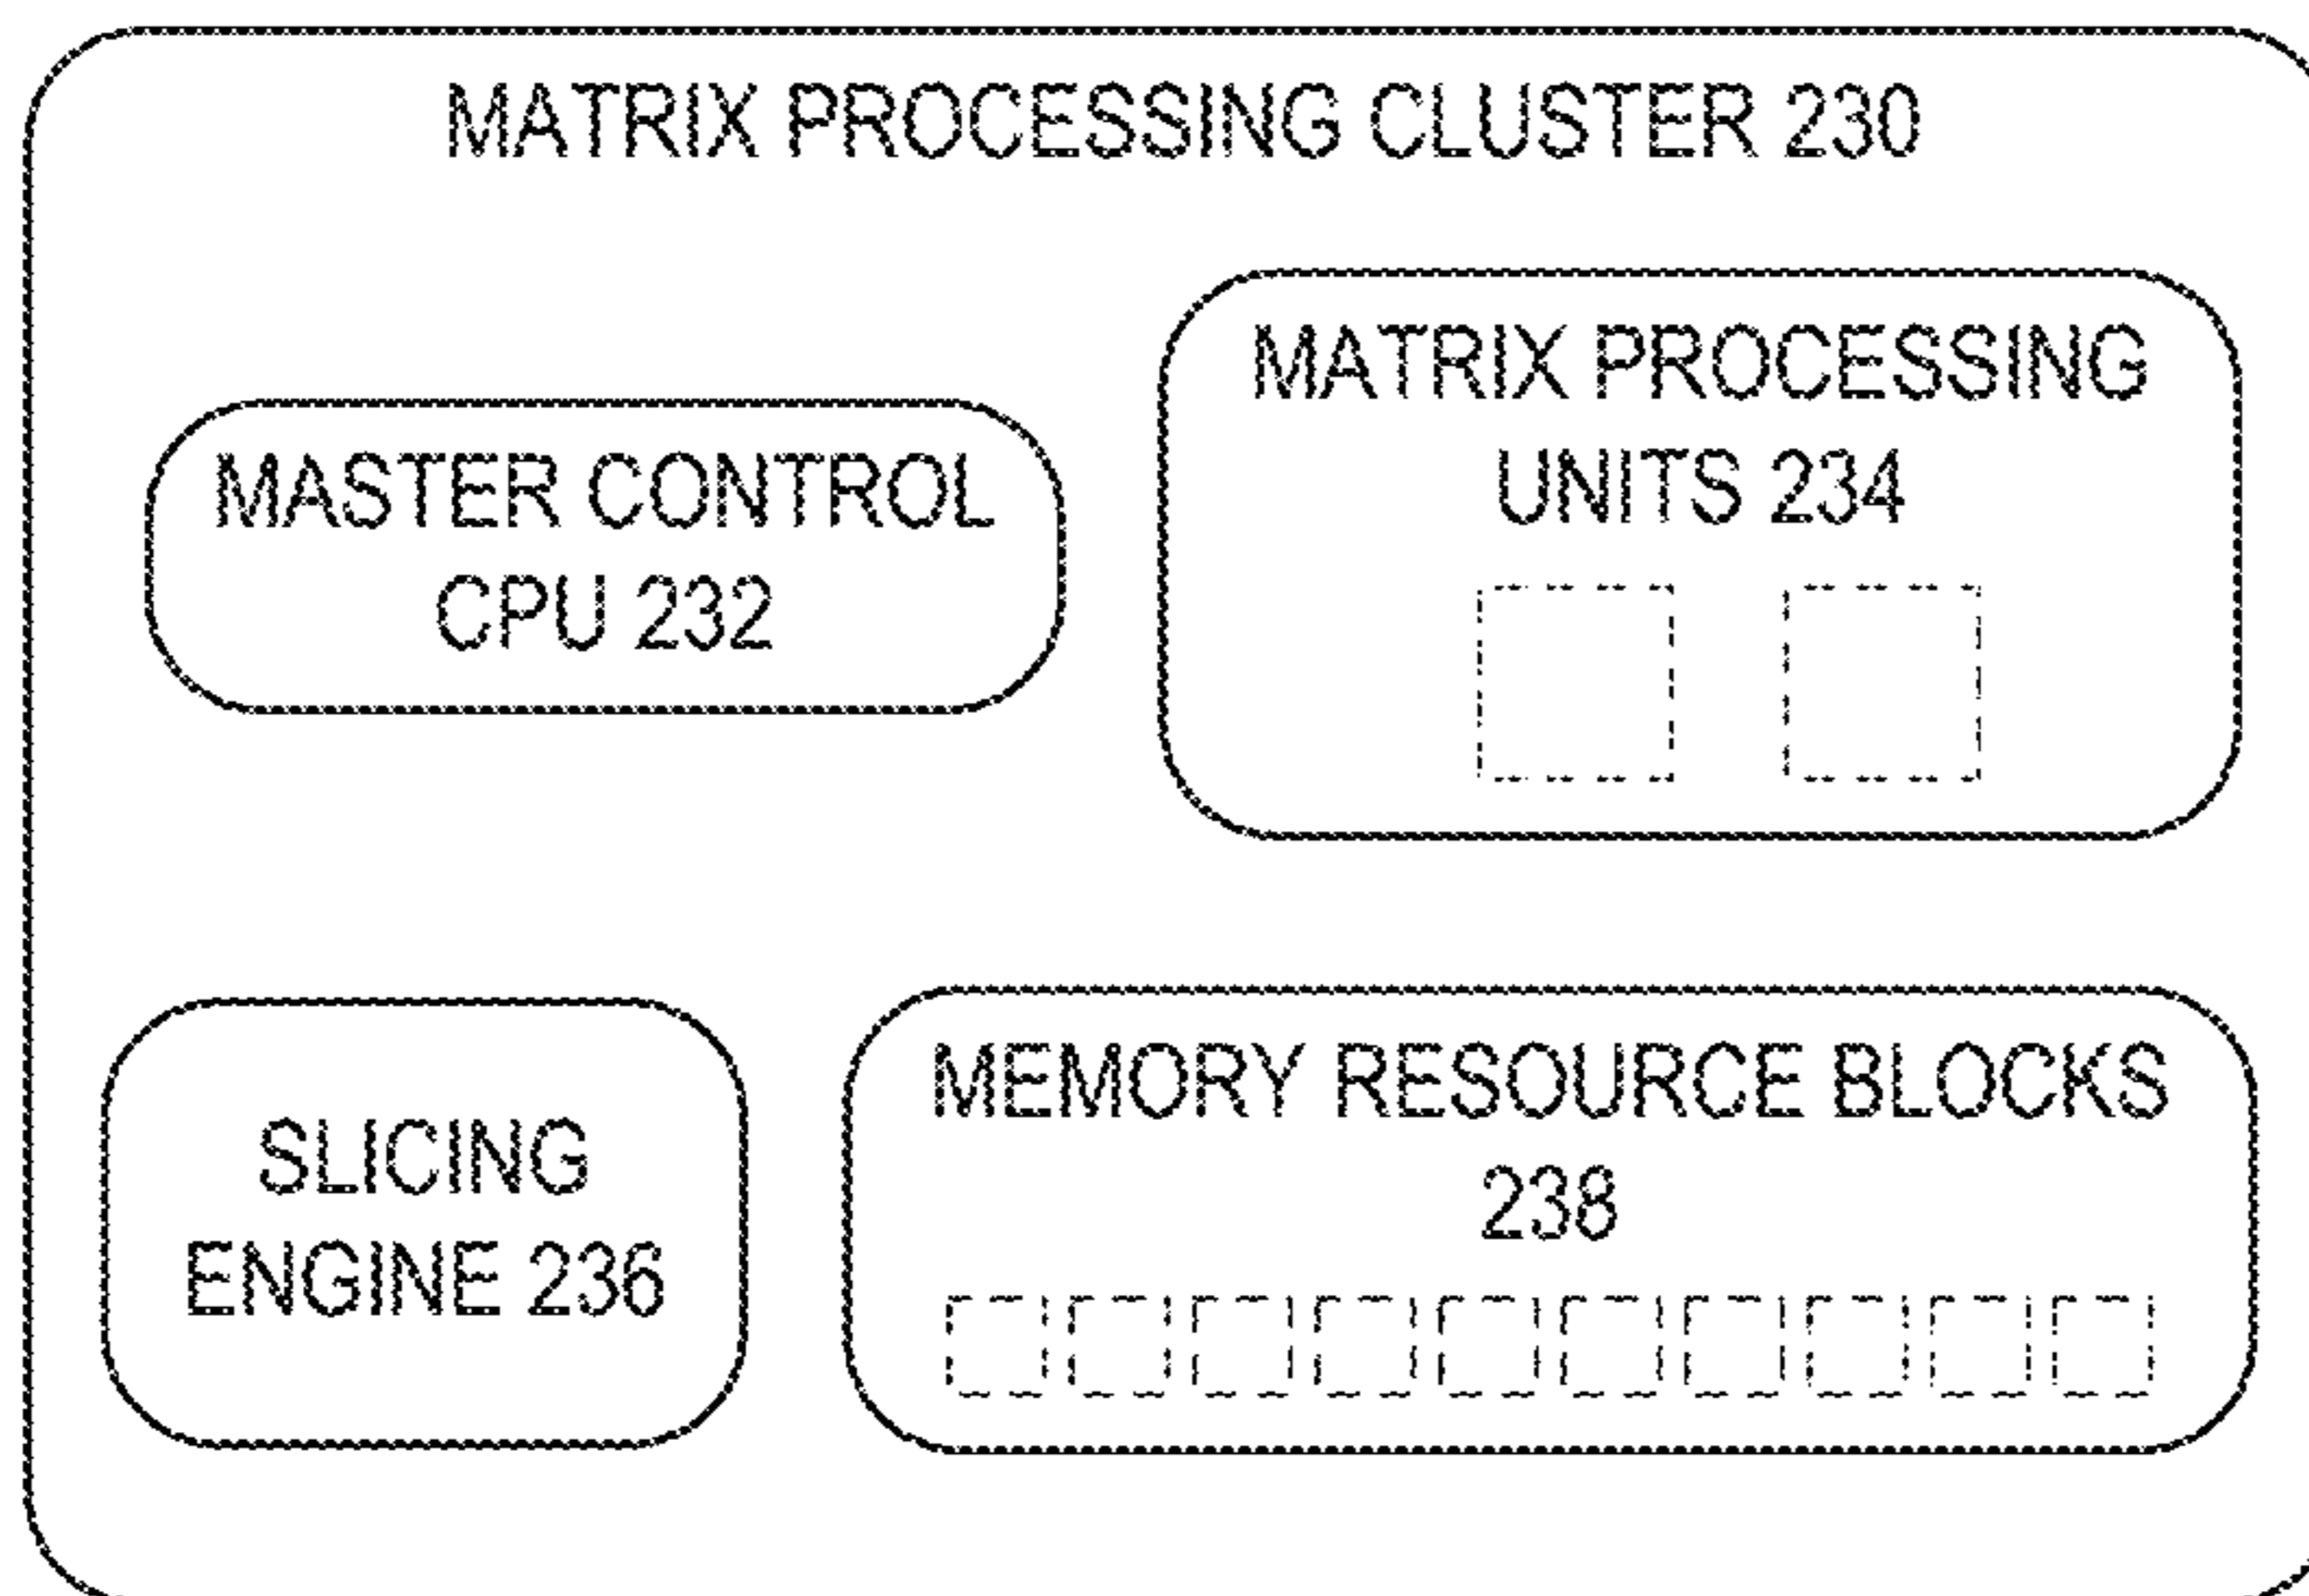 MATRIX PROCESSING CLUSTER 230
MATRIX PROCESSING
UNITS 234
MASTER CONTROL
CPU 232
SLICING
ENGINE 236
MEMORY RESOURCE BLOCKS
238